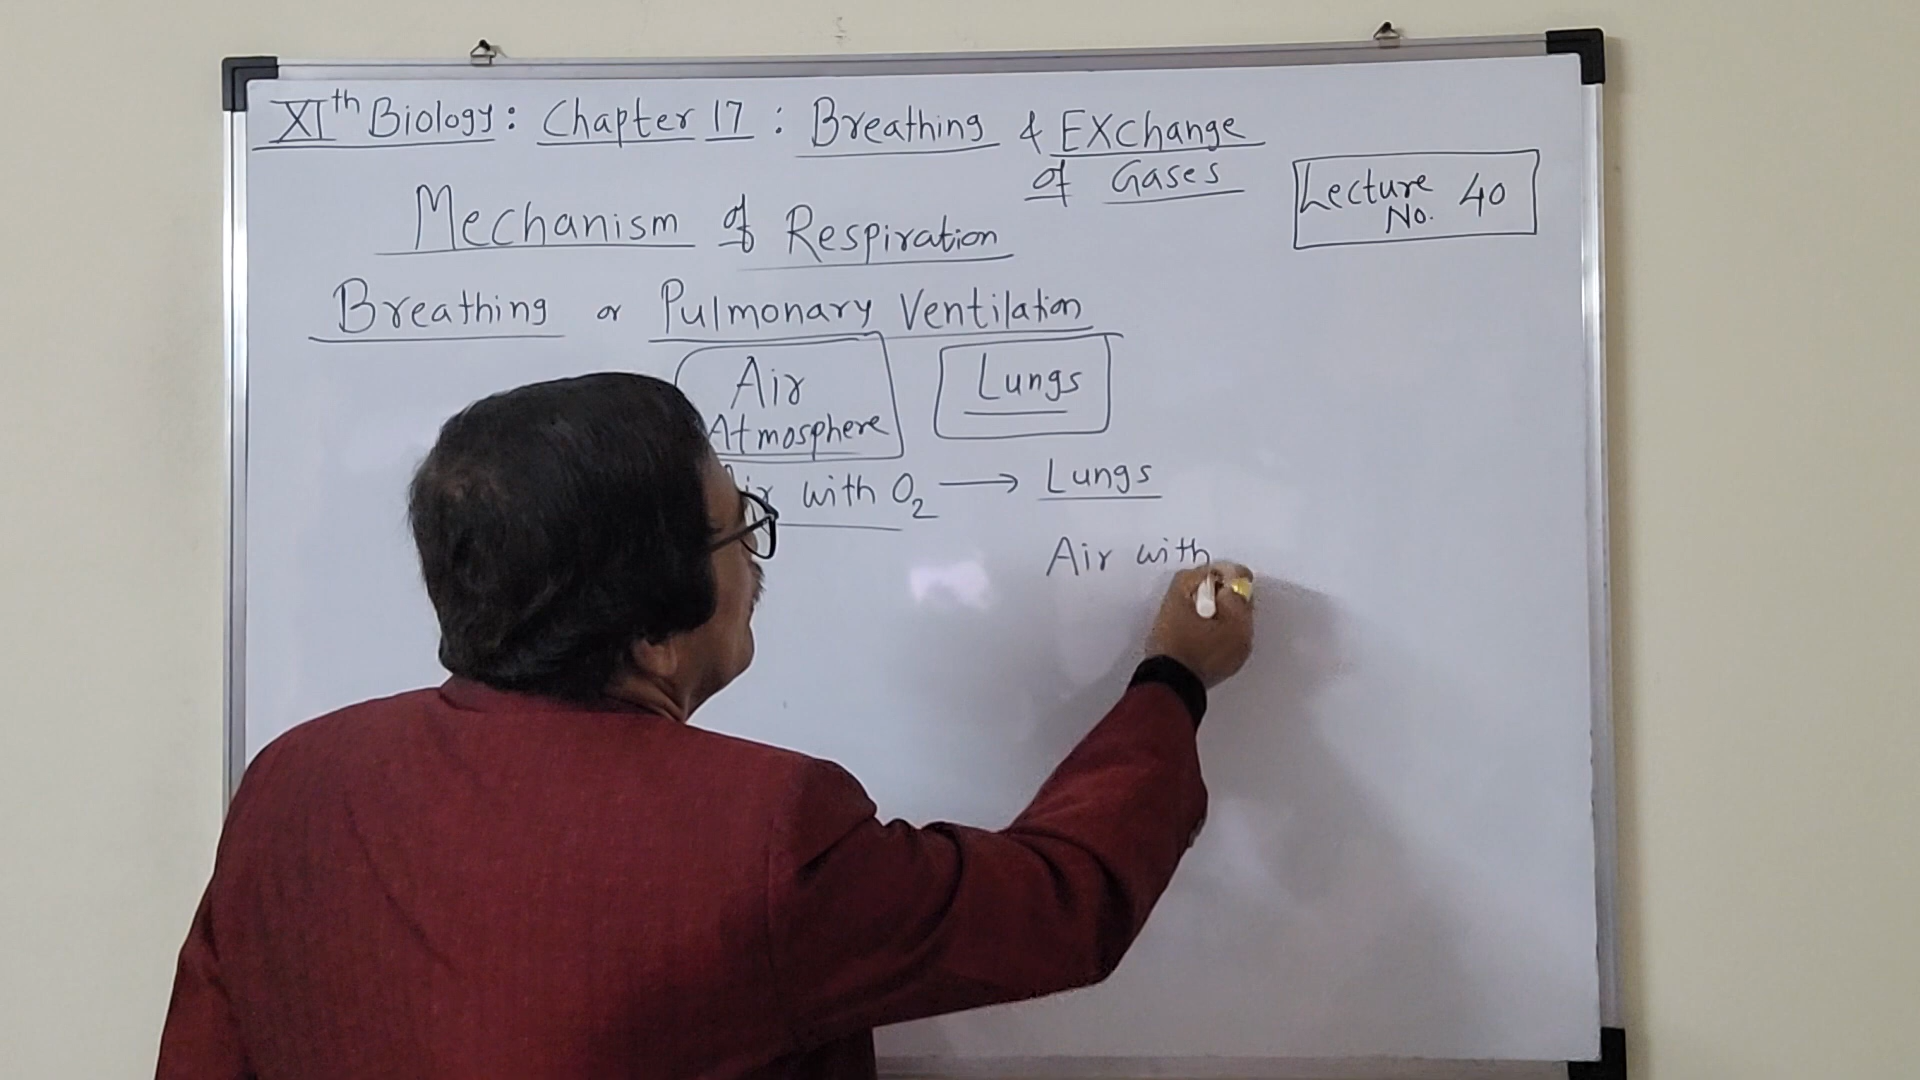 XIth Biology: Chapter 17: Breathing & EXChange
of Gases
Lecture No. 40
Mechanism of Respiration
Breathing or Pulmonary Ventilation
Air
Atmosphere
Lungs
Air with O2 → Lungs
Air with